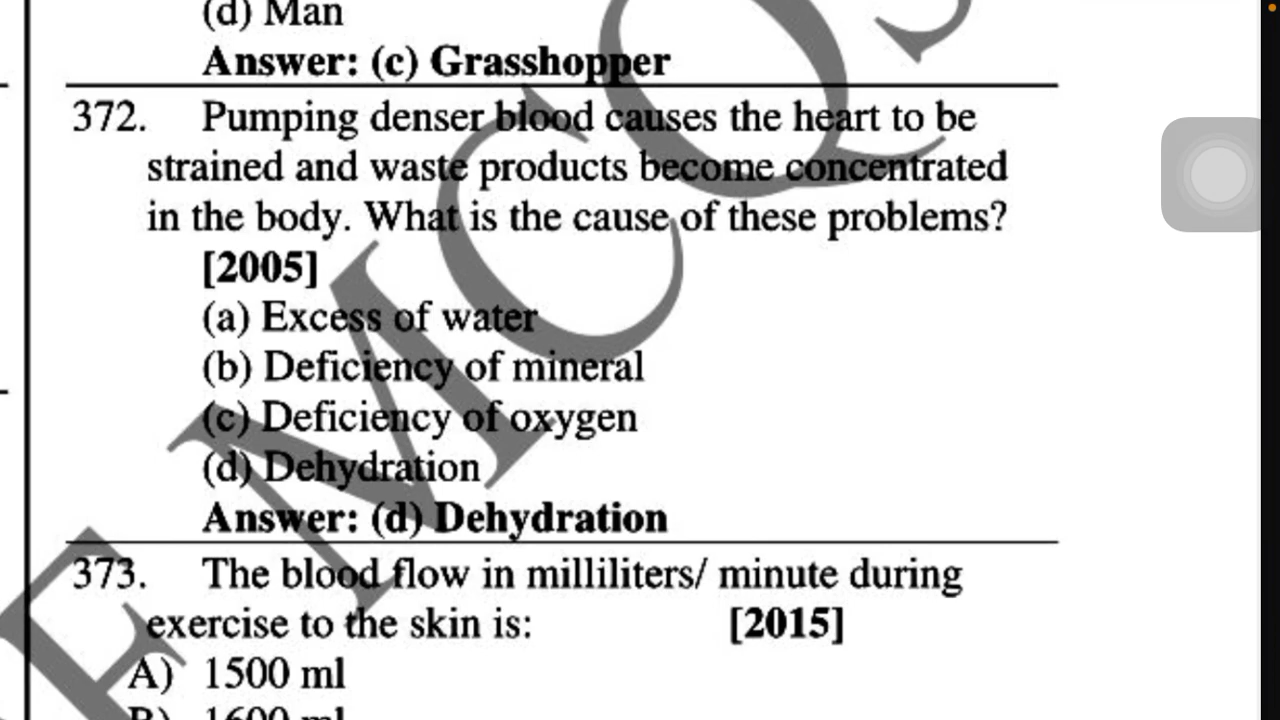 (d) Man
Answer: (c) Grasshopper
372. Pumping denser blood causes the heart to be
strained and waste products become concentrated
in the body. What is the cause of these problems?
[2005]
(a) Excess of water
(b) Deficiency of mineral
(c) Deficiency of oxygen
(d) Dehydration
Answer: (d) Dehydration
373. The blood flow in milliliters/ minute during
exercise to the skin is: [2015]
A) 1500 ml
B) 1600 ml